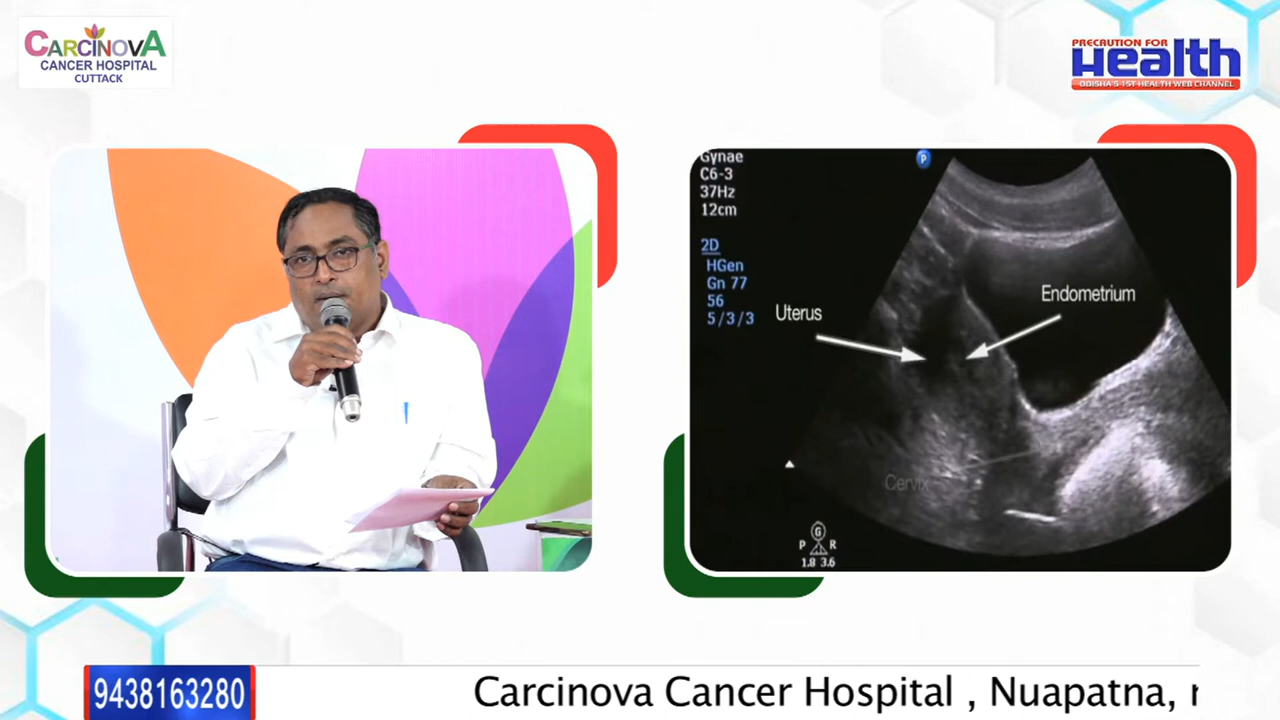 CARCINOVA
CANCER HOSPITAL
CUTTACK
PRECAUTION FOR
Health
ODISHA'S 1ST HEALTH WEB CHANNEL
Gynae
C6-3
37Hz
12cm
2D
HGen
Gn 77
56
5/3/3
P
Uterus
Endometrium
Cervix
G
P R
1.8 3.6
9438163280
Carcinova Cancer Hospital , Nuapatna,